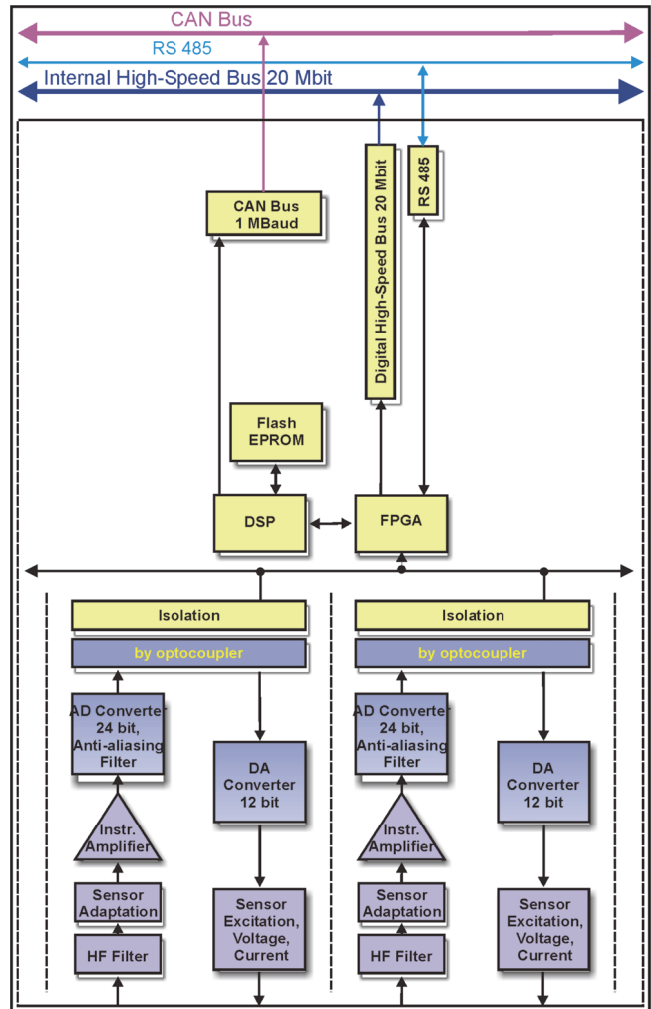 CAN Bus
RS 485
Internal High-Speed Bus 20 Mbit
CAN Bus
1 MBaud
Digital High-Speed Bus 20 Mbit
RS 485
Flash
EPROM
DSP
FPGA
Isolation
by optocoupler
AD Converter
24 bit,
Anti-aliasing
Filter
DA
Converter
12 bit
Instr.
Amplifier
Sensor
Adaptation
HF Filter
Sensor
Excitation,
Voltage,
Current
Isolation
by optocoupler
AD Converter
24 bit,
Anti-aliasing
Filter
DA
Converter
12 bit
Instr.
Amplifier
Sensor
Adaptation
HF Filter
Sensor
Excitation,
Voltage,
Current